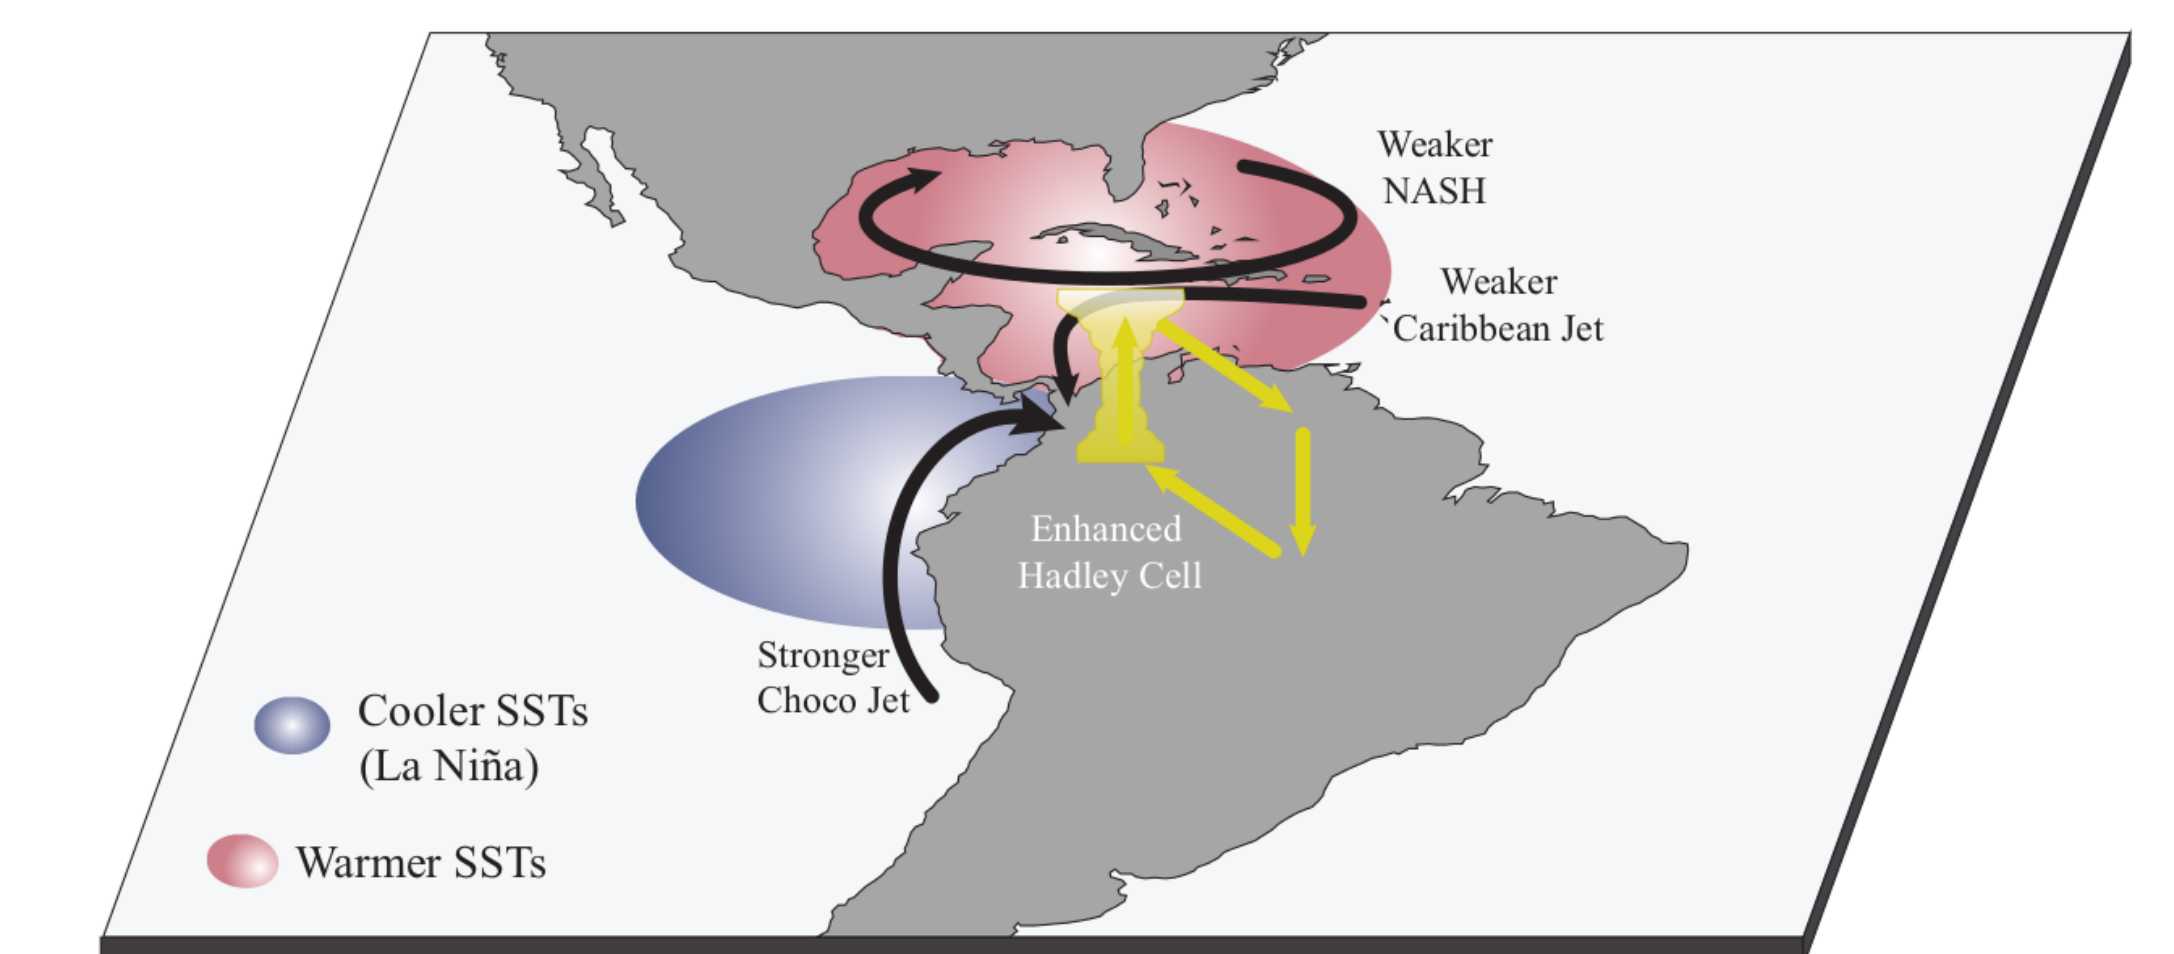 Weaker
NASH
Weaker
Caribbean Jet
Enhanced
Hadley Cell
Stronger
Choco Jet
Cooler SSTs
(La Niña)
Warmer SSTs